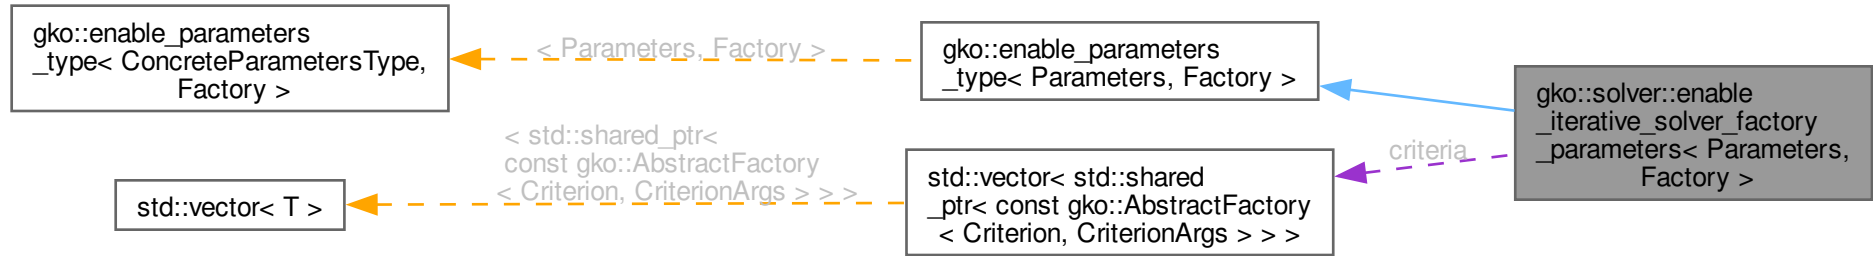 gko::enable_parameters
_type< ConcreteParametersType,
Factory >
< Parameters, Factory >
gko::enable_parameters
_type< Parameters, Factory >
gko::solver::enable
_iterative_solver_factory
_parameters< Parameters,
Factory >
std::vector< T >
< std::shared_ptr<
const gko::AbstractFactory
< Criterion, CriterionArgs > > >
std::vector< std::shared
_ptr< const gko::AbstractFactory
< Criterion, CriterionArgs > > >
criteria